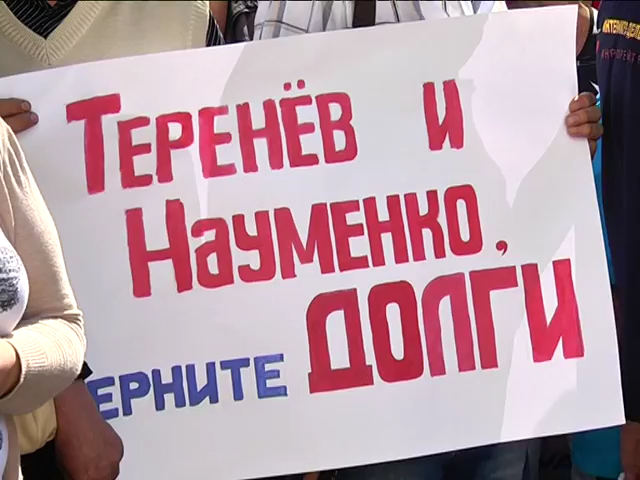 Теренёв и
Науменко,
ерните долги